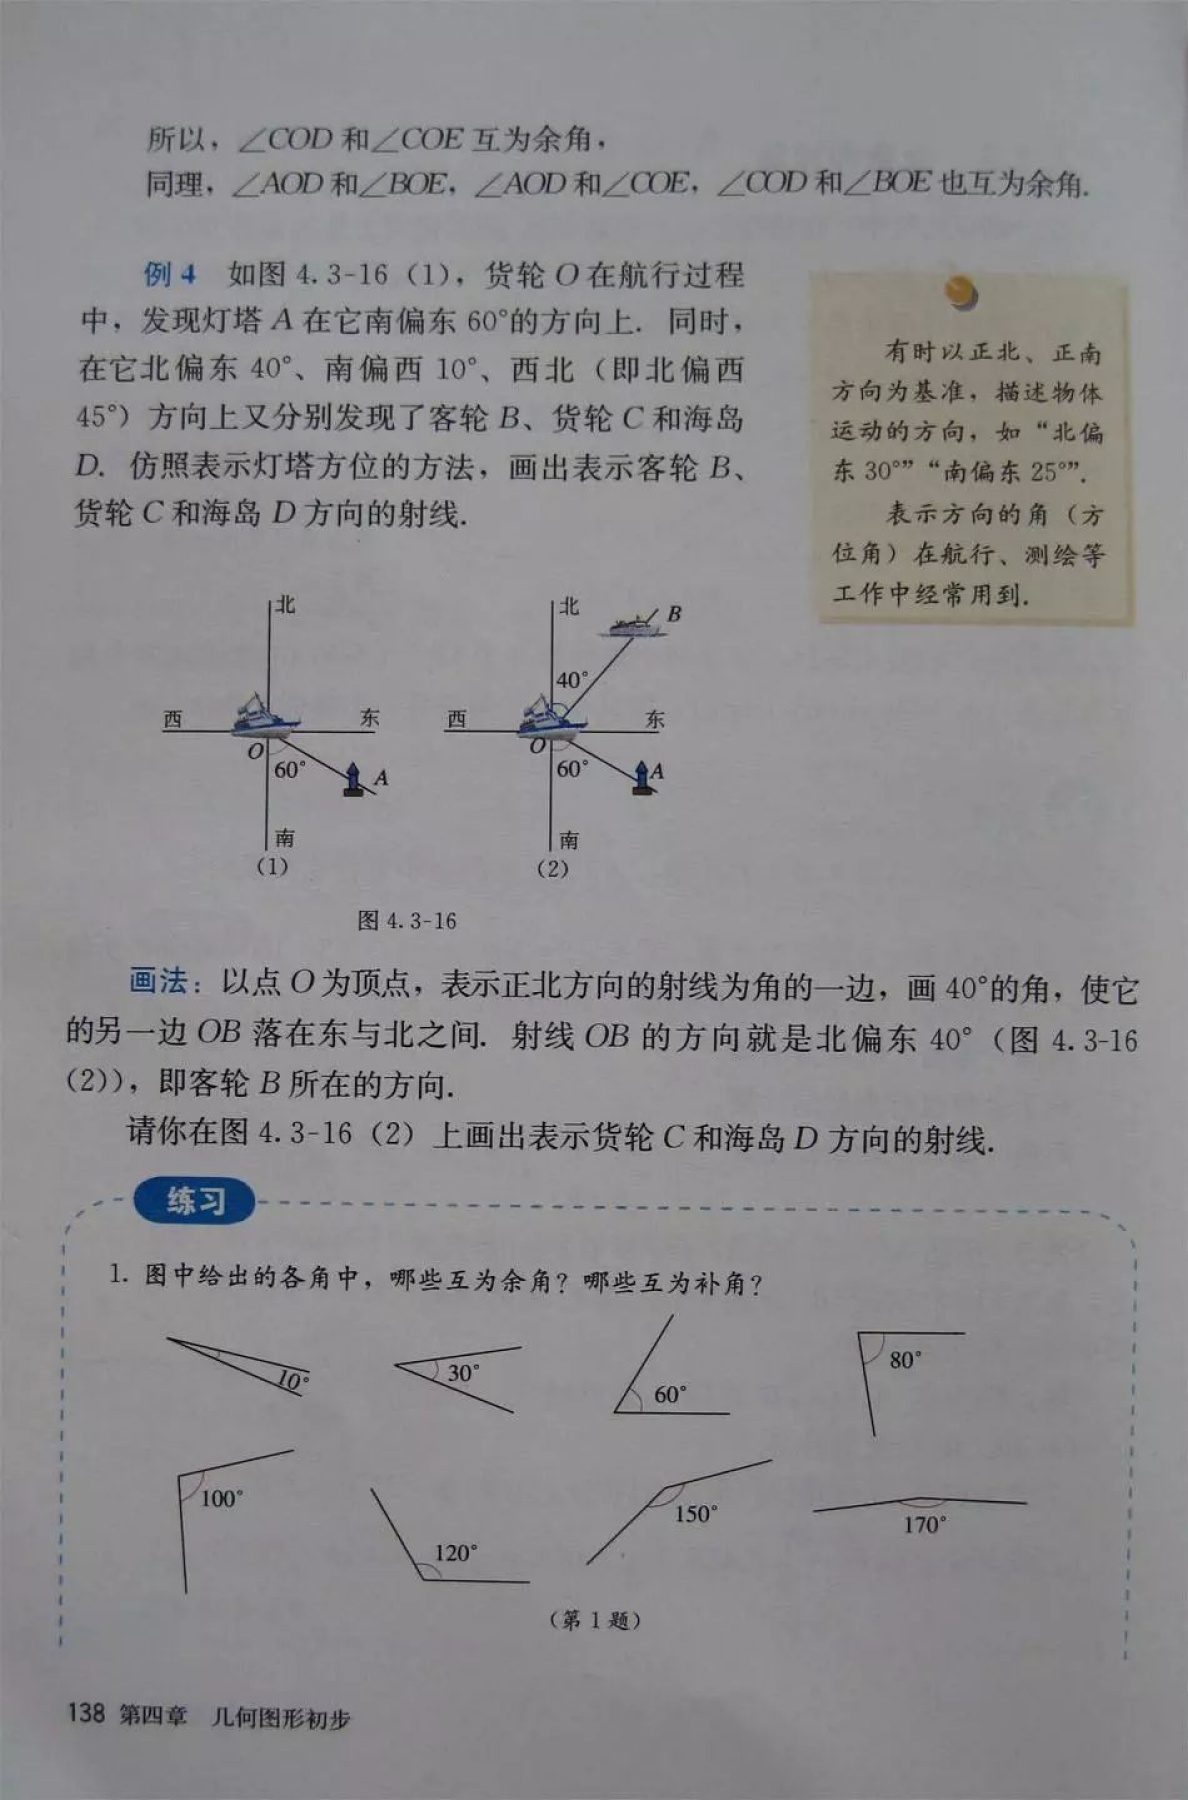 所以，∠COD 和∠COE 互为余角，
同理，∠AOD 和∠BOE，∠AOD 和∠COE，∠COD 和∠BOE 也互为余角.
例 4 如图 4.3-16（1），货轮 O 在航行过程
中，发现灯塔 A 在它南偏东 60°的方向上. 同时，
在它北偏东 40°、南偏西 10°、西北（即北偏西
45°）方向上又分别发现了客轮 B、货轮 C 和海岛
D. 仿照表示灯塔方位的方法，画出表示客轮 B、
货轮 C 和海岛 D 方向的射线.
有时以正北、正南
方向为基准，描述物体
运动的方向，如“北偏
东 30°”“南偏东 25°”.
表示方向的角（方
位角）在航行、测绘等
工作中经常用到.
北
西
东
O
60°
A
南
（1）
北
B
40°
西
东
O
60°
A
南
（2）
图 4.3-16
画法：以点 O 为顶点，表示正北方向的射线为角的一边，画 40°的角，使它
的另一边 OB 落在东与北之间. 射线 OB 的方向就是北偏东 40°（图 4.3-16
（2）），即客轮 B 所在的方向.
请你在图 4.3-16（2）上画出表示货轮 C 和海岛 D 方向的射线.
练习
1. 图中给出的各角中，哪些互为余角？哪些互为补角？
10°
30°
60°
80°
100°
120°
150°
170°
（第 1 题）
138 第四章 几何图形初步